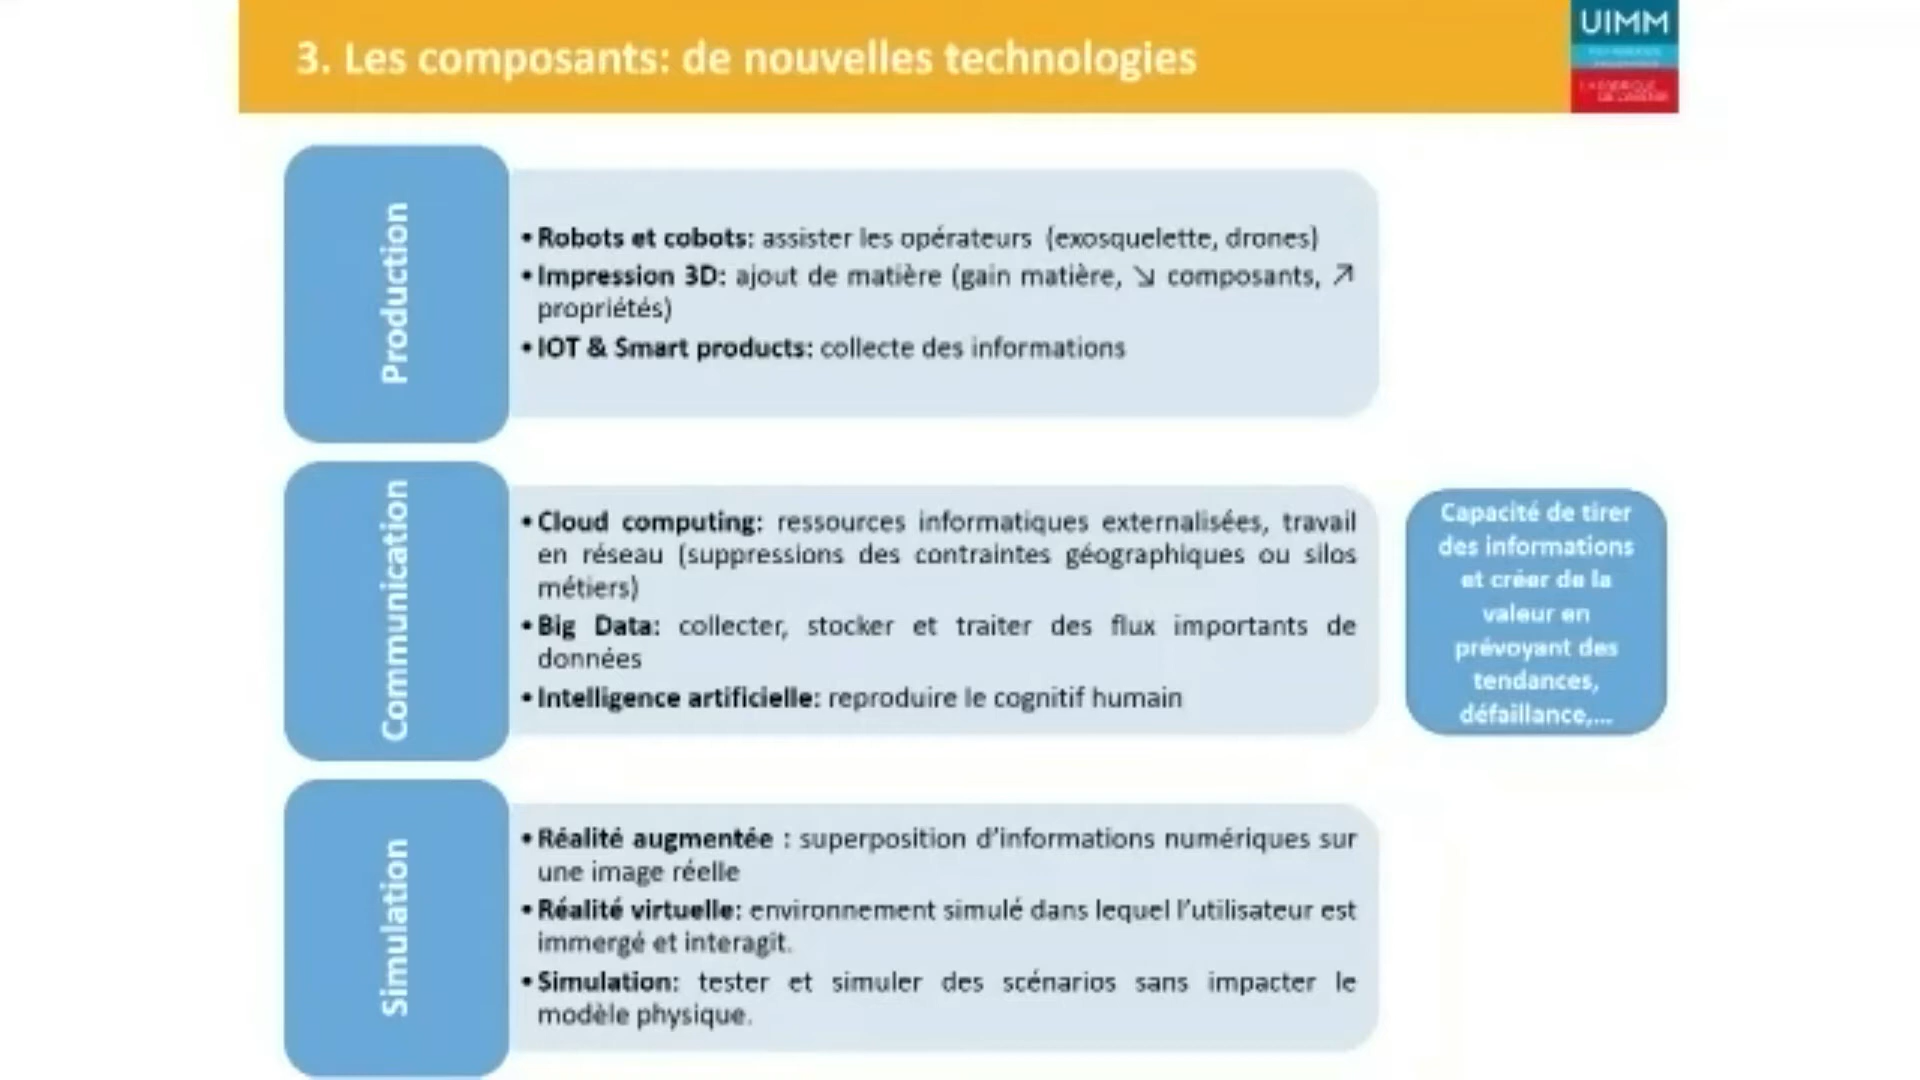 3. Les composants: de nouvelles technologies
UIMM
Production
• Robots et cobots: assister les opérateurs (exosquelette, drones)
• Impression 3D: ajout de matière (gain matière, ↘ composants, ↗
propriétés)
• IOT & Smart products: collecte des informations
Communication
• Cloud computing: ressources informatiques externalisées, travail
en réseau (suppressions des contraintes géographiques ou silos
métiers)
• Big Data: collecter, stocker et traiter des flux importants de
données
• Intelligence artificielle: reproduire le cognitif humain
Capacité de tirer
des informations
et créer de la
valeur en
prévoyant des
tendances,
défaillance,...
Simulation
• Réalité augmentée : superposition d'informations numériques sur
une image réelle
• Réalité virtuelle: environnement simulé dans lequel l'utilisateur est
immergé et interagit.
• Simulation: tester et simuler des scénarios sans impacter le
modèle physique.